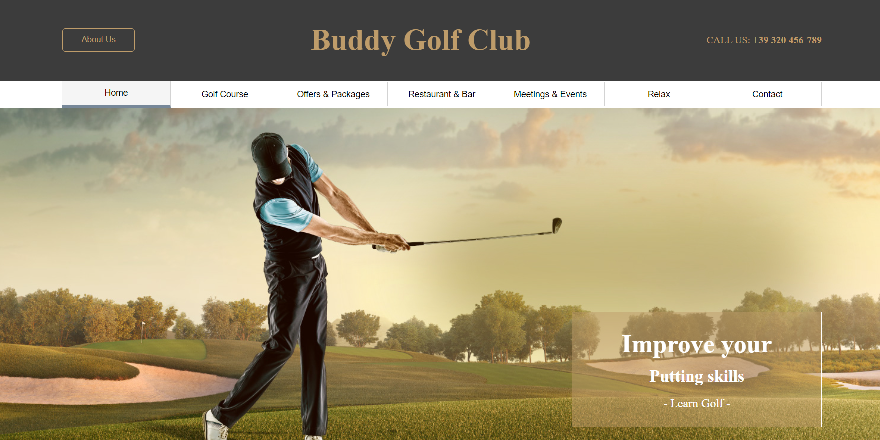 About Us
Buddy Golf Club
CALL US: +39 320 456 789
Home
Golf Course
Offers & Packages
Restaurant & Bar
Meetings & Events
Relax
Contact
Improve your
Putting skills
- Learn Golf -